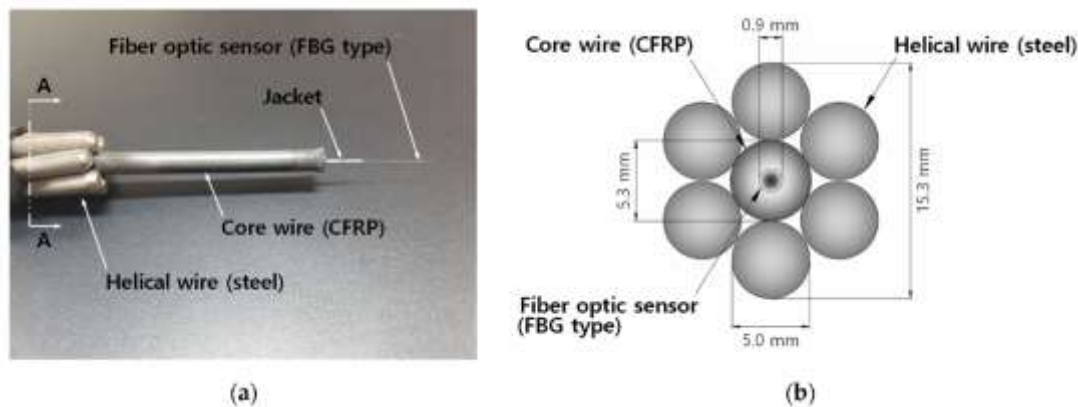 Fiber optic sensor (FBG type)
Jacket
A
A
Core wire (CFRP)
Helical wire (steel)
(a)
0.9 mm
Core wire (CFRP)
Helical wire (steel)
5.3 mm
15.3 mm
Fiber optic sensor
(FBG type)
5.0 mm
(b)